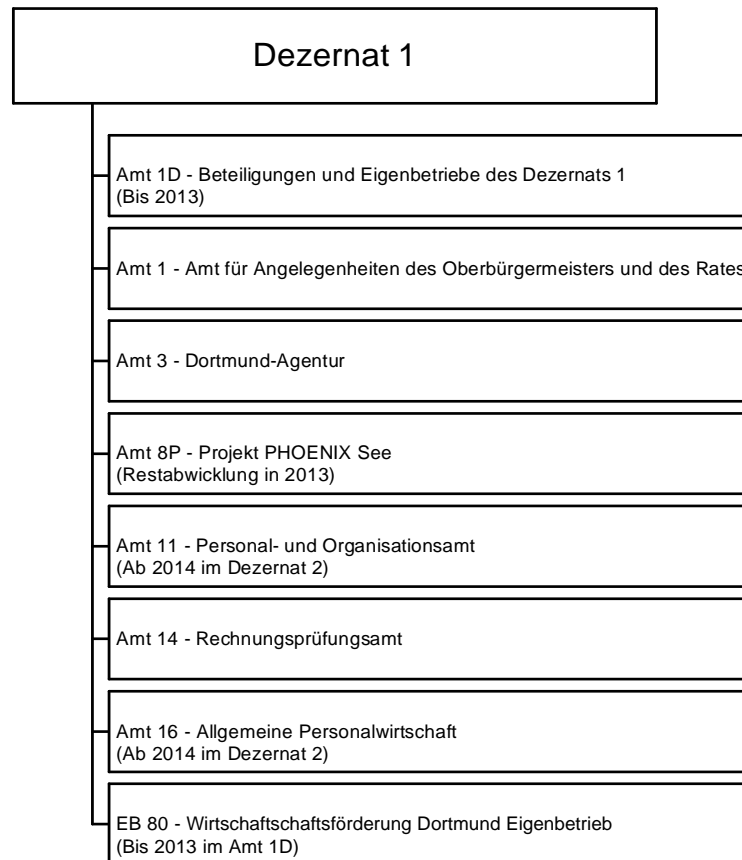 Dezernat 1
Amt 1D - Beteiligungen und Eigenbetriebe des Dezernats 1
(Bis 2013)
Amt 1 - Amt für Angelegenheiten des Oberbürgermeisters und des Rates
Amt 3 - Dortmund-Agentur
Amt 8P - Projekt PHOENIX See
(Restabwicklung in 2013)
Amt 11 - Personal- und Organisationsamt
(Ab 2014 im Dezernat 2)
Amt 14 - Rechnungsprüfungsamt
Amt 16 - Allgemeine Personalwirtschaft
(Ab 2014 im Dezernat 2)
EB 80 - Wirtschaftschaftsförderung Dortmund Eigenbetrieb
(Bis 2013 im Amt 1D)